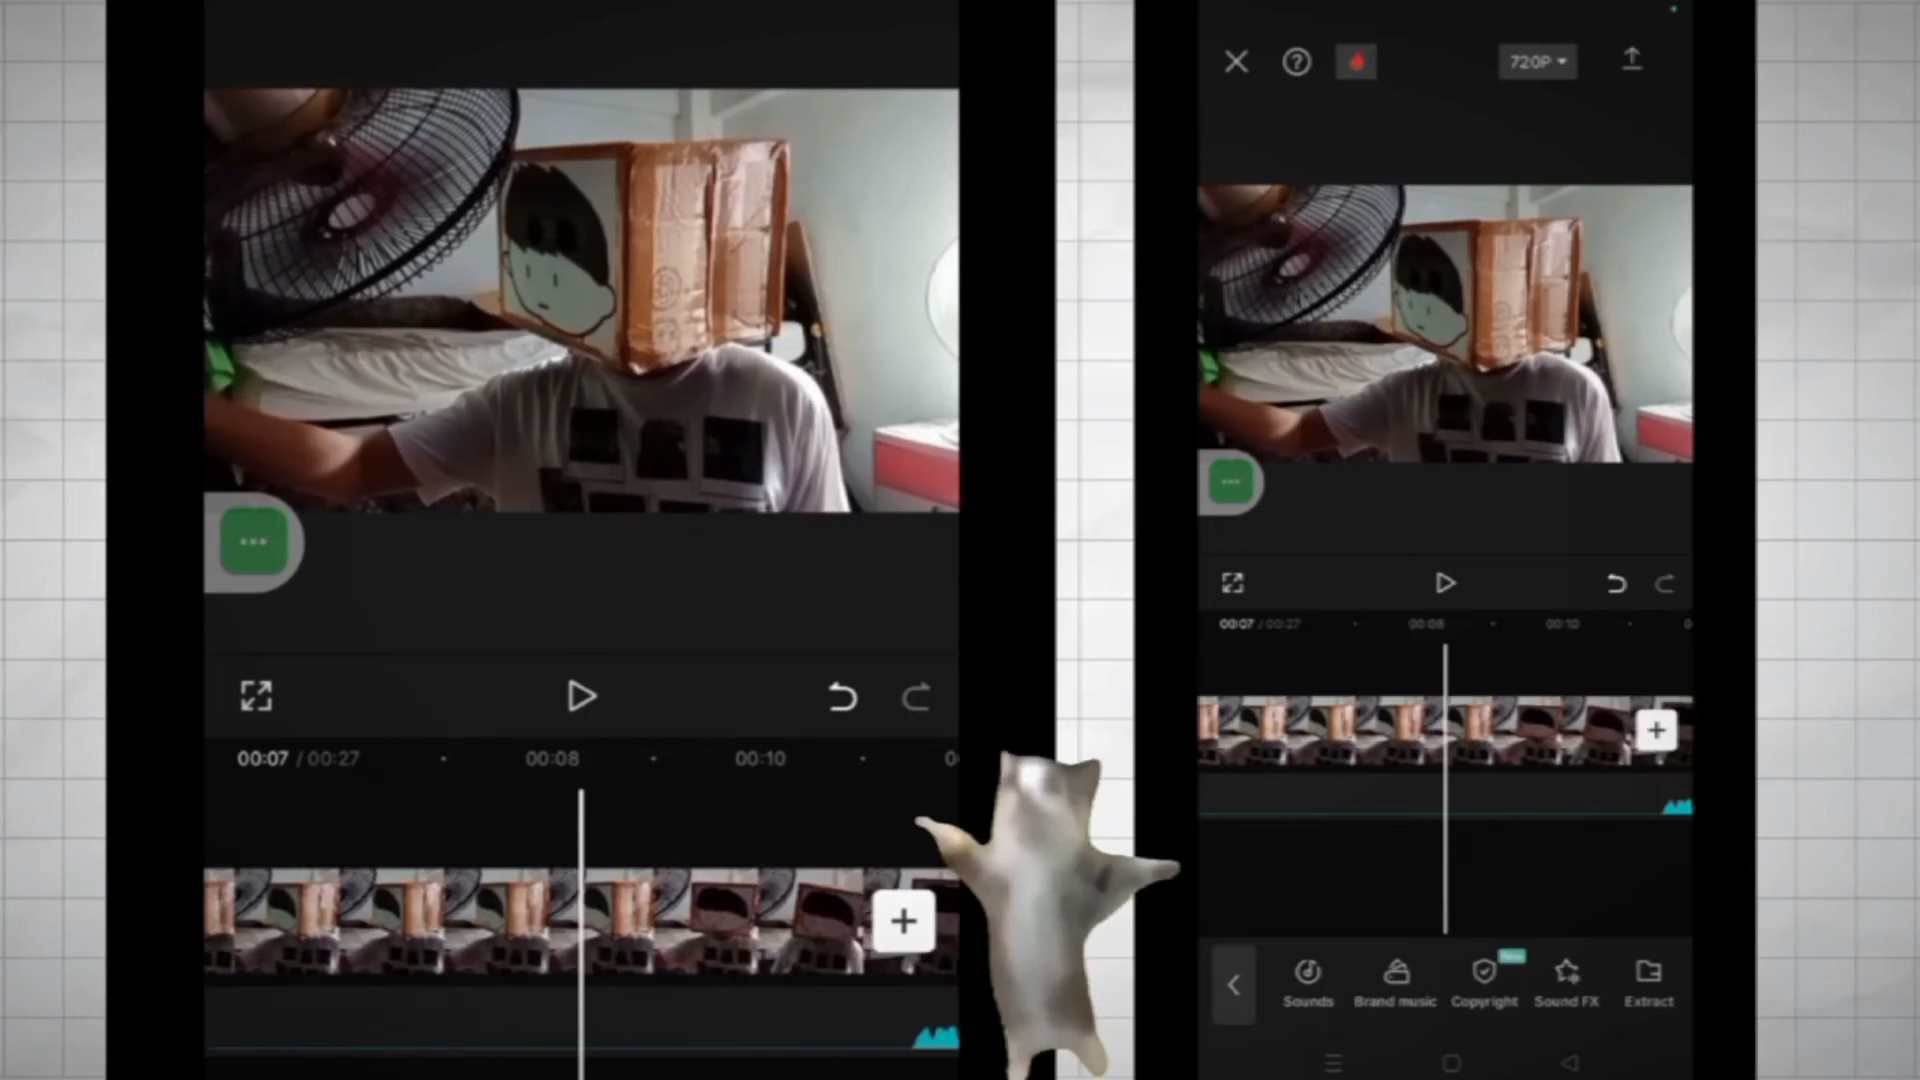 00:07 / 00:27
00:08
00:10
720P
00:07 / 00:27
00:08
00:10
New
Sounds
Brand music
Copyright
Sound FX
Extract